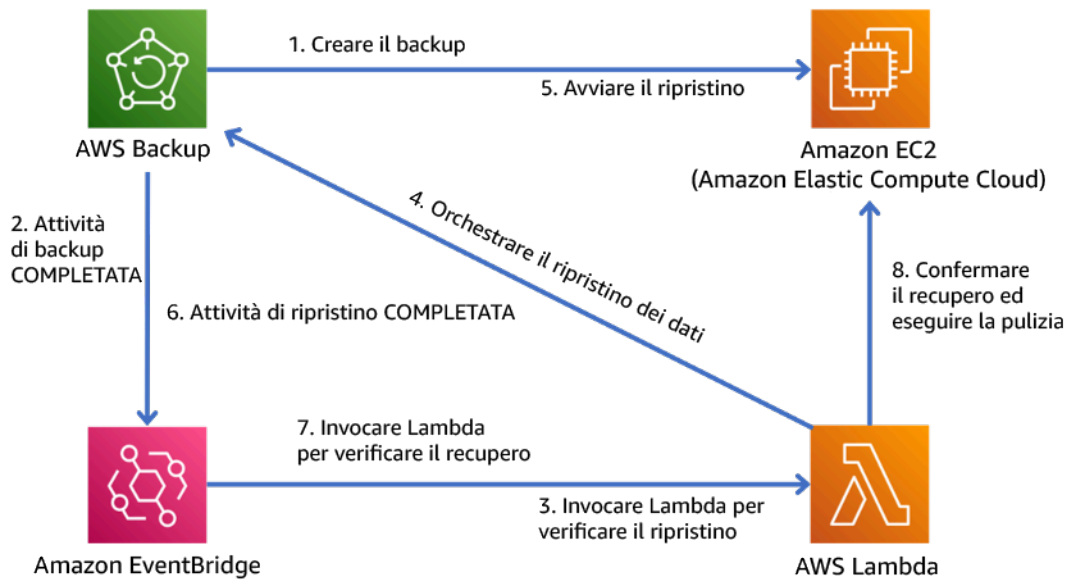 1. Creare il backup
5. Avviare il ripristino
AWS Backup
Amazon EC2
(Amazon Elastic Compute Cloud)
4. Orchestrare il ripristino dei dati
2. Attività
di backup
COMPLETATA
6. Attività di ripristino COMPLETATA
8. Confermare
il recupero ed
eseguire la pulizia
7. Invocare Lambda
per verificare il recupero
3. Invocare Lambda per
verificare il ripristino
Amazon EventBridge
AWS Lambda